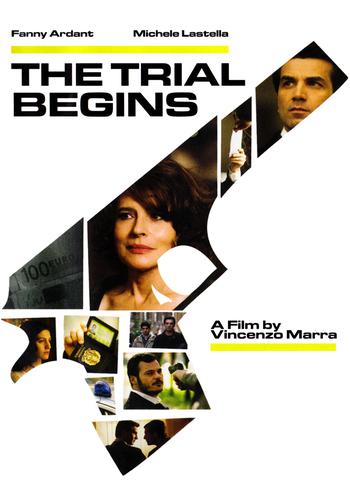 Fanny Ardant Michele Lastella
THE TRIAL
BEGINS
100 EURO
A Film by
Vincenzo Marra